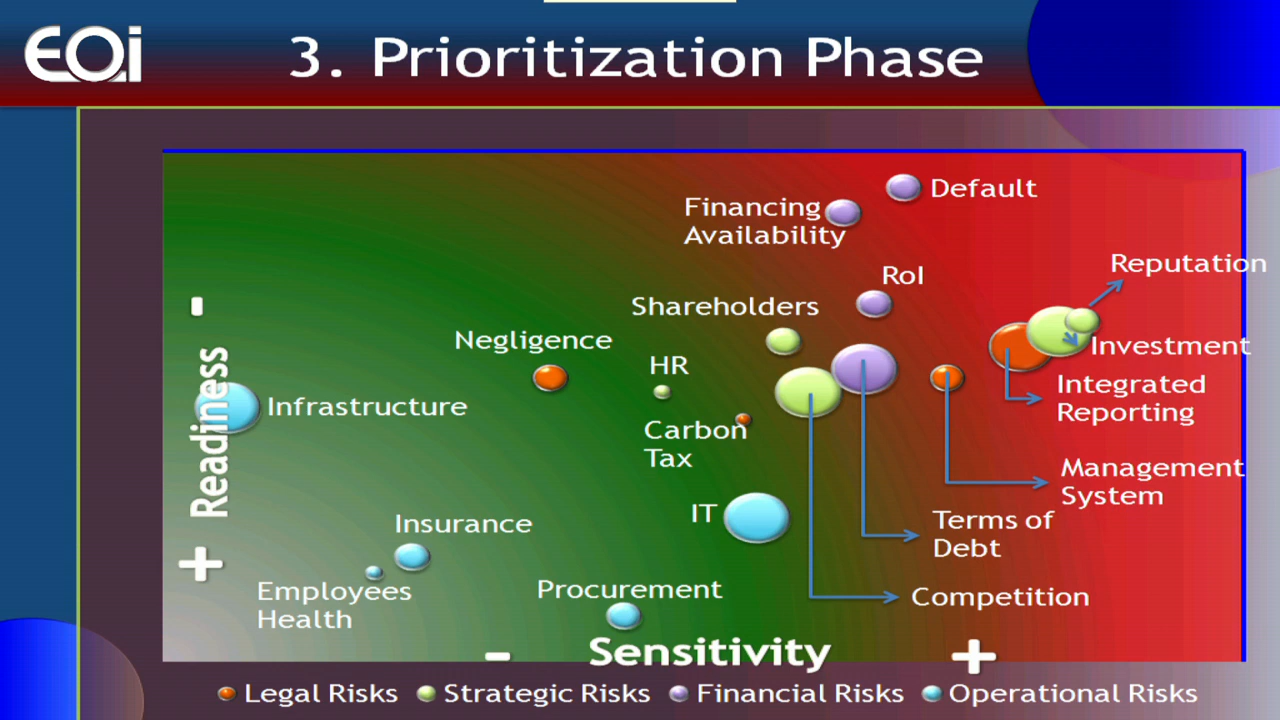 EQi
3. Prioritization Phase
Default
Financing
Availability
Reputation
RoI
Shareholders
Negligence
Investment
HR
Integrated
Reporting
Infrastructure
Readiness
-
+
Carbon
Tax
Management
System
IT
Insurance
Terms of
Debt
Employees
Health
Procurement
Competition
- Sensitivity +
Legal Risks Strategic Risks Financial Risks Operational Risks